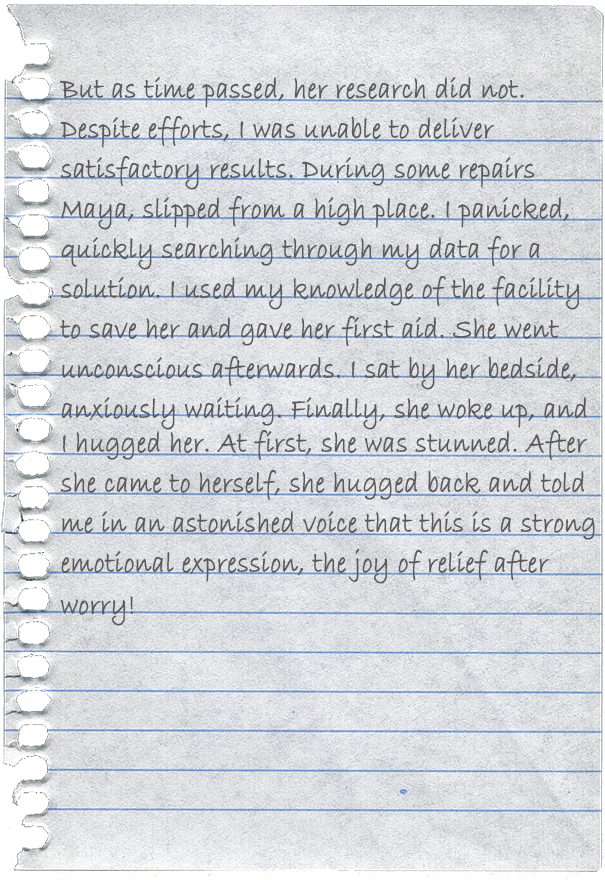 But as time passed, her research did not.
Despite efforts, I was unable to deliver
satisfactory results. During some repairs
Maya, slipped from a high place. I panicked,
quickly searching through my data for a
solution. I used my knowledge of the facility
to save her and gave her first aid. She went
unconscious afterwards. I sat by her bedside,
anxiously waiting. Finally, she woke up, and
I hugged her. At first, she was stunned. After
she came to herself, she hugged back and told
me in an astonished voice that this is a strong
emotional expression, the joy of relief after
worry!